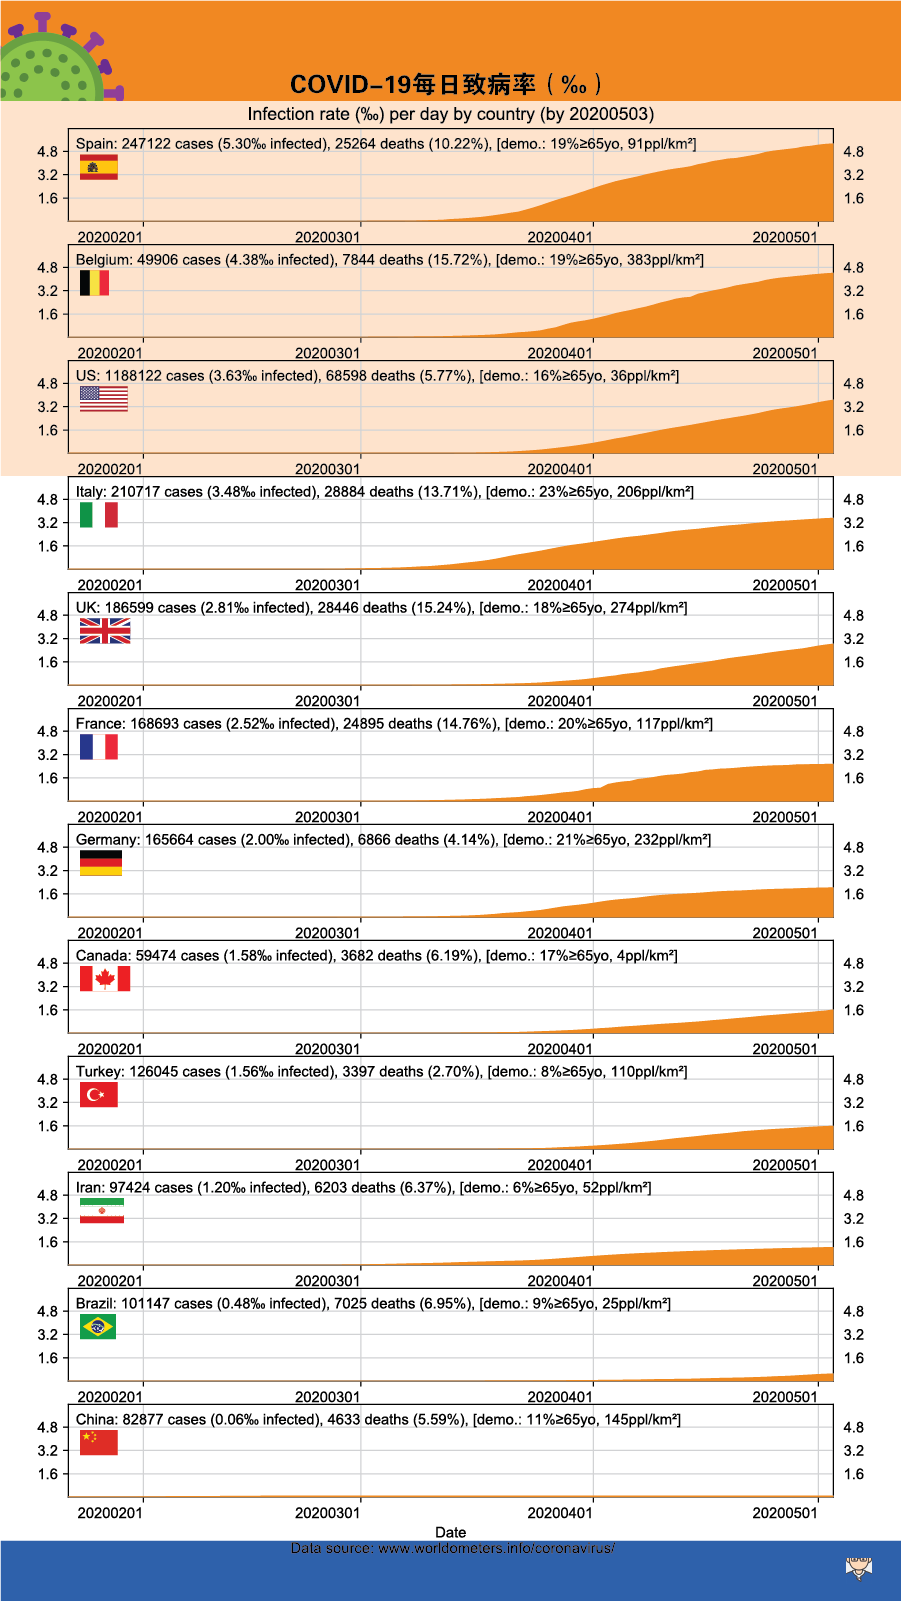 COVID–19每日致病率（‰）
Infection rate (‰) per day by country (by 20200503)
Spain: 247122 cases (5.30‰ infected), 25264 deaths (10.22%), [demo.: 19%≥65yo, 91ppl/km²]
4.8 4.8
3.2 3.2
1.6 1.6
20200201 20200301 20200401 20200501
Belgium: 49906 cases (4.38‰ infected), 7844 deaths (15.72%), [demo.: 19%≥65yo, 383ppl/km²]
4.8 4.8
3.2 3.2
1.6 1.6
20200201 20200301 20200401 20200501
US: 1188122 cases (3.63‰ infected), 68598 deaths (5.77%), [demo.: 16%≥65yo, 36ppl/km²]
4.8 4.8
3.2 3.2
1.6 1.6
20200201 20200301 20200401 20200501
Italy: 210717 cases (3.48‰ infected), 28884 deaths (13.71%), [demo.: 23%≥65yo, 206ppl/km²]
4.8 4.8
3.2 3.2
1.6 1.6
20200201 20200301 20200401 20200501
UK: 186599 cases (2.81‰ infected), 28446 deaths (15.24%), [demo.: 18%≥65yo, 274ppl/km²]
4.8 4.8
3.2 3.2
1.6 1.6
20200201 20200301 20200401 20200501
France: 168693 cases (2.52‰ infected), 24895 deaths (14.76%), [demo.: 20%≥65yo, 117ppl/km²]
4.8 4.8
3.2 3.2
1.6 1.6
20200201 20200301 20200401 20200501
Germany: 165664 cases (2.00‰ infected), 6866 deaths (4.14%), [demo.: 21%≥65yo, 232ppl/km²]
4.8 4.8
3.2 3.2
1.6 1.6
20200201 20200301 20200401 20200501
Canada: 59474 cases (1.58‰ infected), 3682 deaths (6.19%), [demo.: 17%≥65yo, 4ppl/km²]
4.8 4.8
3.2 3.2
1.6 1.6
20200201 20200301 20200401 20200501
Turkey: 126045 cases (1.56‰ infected), 3397 deaths (2.70%), [demo.: 8%≥65yo, 110ppl/km²]
4.8 4.8
3.2 3.2
1.6 1.6
20200201 20200301 20200401 20200501
Iran: 97424 cases (1.20‰ infected), 6203 deaths (6.37%), [demo.: 6%≥65yo, 52ppl/km²]
4.8 4.8
3.2 3.2
1.6 1.6
20200201 20200301 20200401 20200501
Brazil: 101147 cases (0.48‰ infected), 7025 deaths (6.95%), [demo.: 9%≥65yo, 25ppl/km²]
4.8 4.8
3.2 3.2
1.6 1.6
20200201 20200301 20200401 20200501
China: 82877 cases (0.06‰ infected), 4633 deaths (5.59%), [demo.: 11%≥65yo, 145ppl/km²]
4.8 4.8
3.2 3.2
1.6 1.6
20200201 20200301 20200401 20200501
Date
Data source: www.worldometers.info/coronavirus/